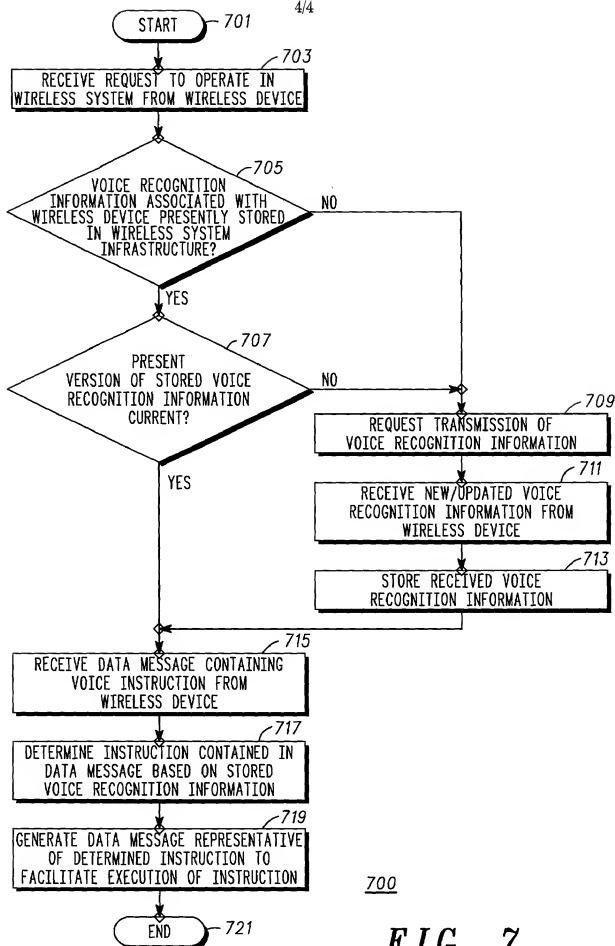 4/4
START 701
703
RECEIVE REQUEST TO OPERATE IN
WIRELESS SYSTEM FROM WIRELESS DEVICE
705
VOICE RECOGNITION
INFORMATION ASSOCIATED WITH
WIRELESS DEVICE PRESENTLY STORED
IN WIRELESS SYSTEM
INFRASTRUCTURE?
NO
YES
707
PRESENT
VERSION OF STORED VOICE
RECOGNITION INFORMATION
CURRENT?
NO
YES
709
REQUEST TRANSMISSION OF
VOICE RECOGNITION INFORMATION
711
RECEIVE NEW/UPDATED VOICE
RECOGNITION INFORMATION FROM
WIRELESS DEVICE
713
STORE RECEIVED VOICE
RECOGNITION INFORMATION
715
RECEIVE DATA MESSAGE CONTAINING
VOICE INSTRUCTION FROM
WIRELESS DEVICE
717
DETERMINE INSTRUCTION CONTAINED IN
DATA MESSAGE BASED ON STORED
VOICE RECOGNITION INFORMATION
719
GENERATE DATA MESSAGE REPRESENTATIVE
OF DETERMINED INSTRUCTION TO
FACILITATE EXECUTION OF INSTRUCTION
700
END 721
FIG. 7